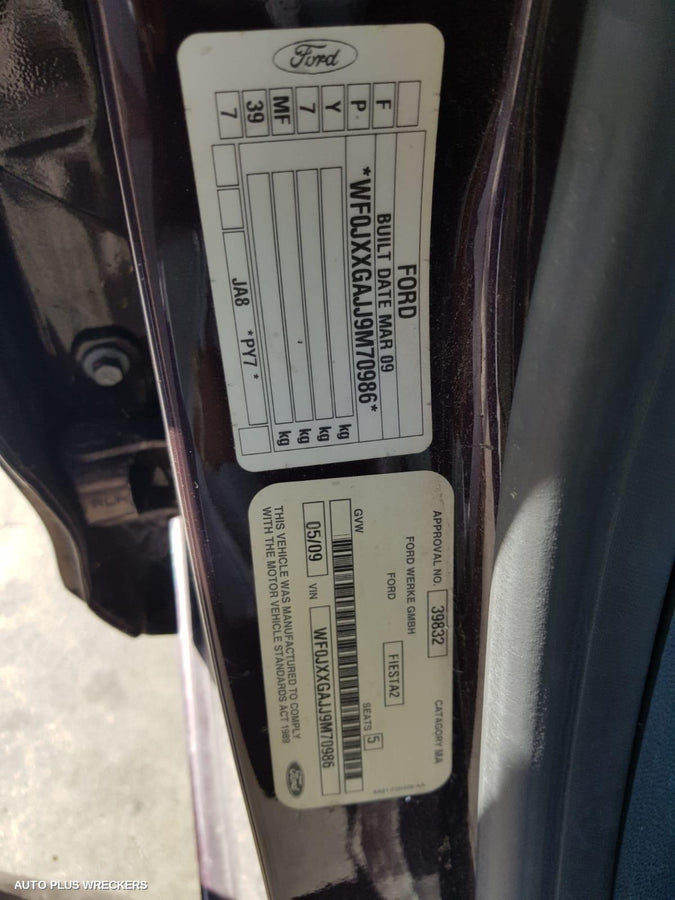 Ford
F
P
Y
7
MF
39
7
FORD
BUILT DATE MAR 09
*WF0JXXGAJJ9M70986*
kg
kg
kg
kg
*PY7 *
JA8
APPROVAL NO. 39832 CATAGORY MA
FORD WERKE GMBH
FORD FIESTA2
SEATS 5
GVW
05/09 VIN WF0JXXGAJJ9M70986
THIS VEHICLE WAS MANUFACTURED TO COMPLY
WITH THE MOTOR VEHICLE STANDARDS ACT 1989
Ford
AUTO PLUS WRECKERS